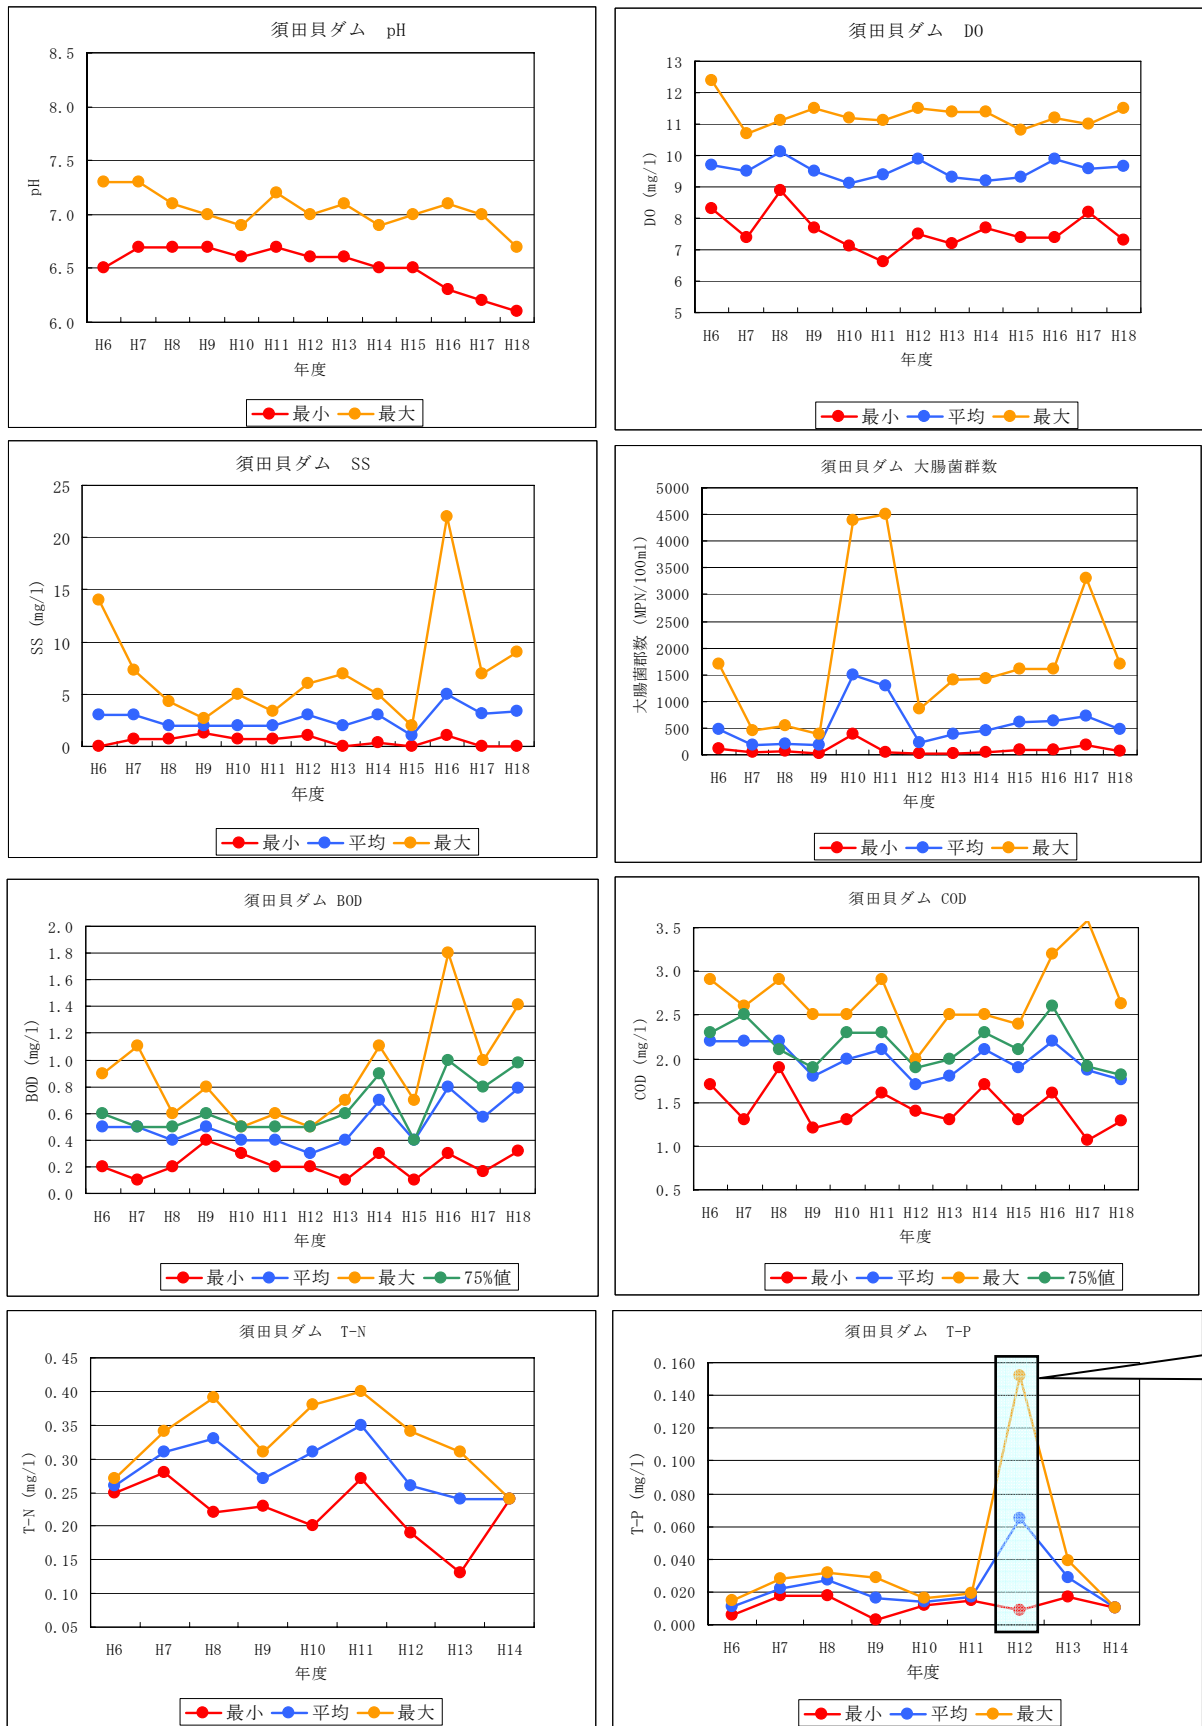 須田貝ダム pH
8.5
8.0
7.5
7.0
6.5
6.0
pH
H6 H7 H8 H9 H10 H11 H12 H13 H14 H15 H16 H17 H18
年度
最小 最大
須田貝ダム DO
13
12
11
10
9
8
7
6
5
DO (mg/l)
H6 H7 H8 H9 H10 H11 H12 H13 H14 H15 H16 H17 H18
年度
最小 平均 最大
須田貝ダム SS
25
20
15
10
5
0
SS (mg/l)
H6 H7 H8 H9 H10 H11 H12 H13 H14 H15 H16 H17 H18
年度
最小 平均 最大
須田貝ダム 大腸菌群数
5000
4500
4000
3500
3000
2500
2000
1500
1000
500
0
大腸菌郡数 (MPN/100ml)
H6 H7 H8 H9 H10 H11 H12 H13 H14 H15 H16 H17 H18
年度
最小 平均 最大
須田貝ダム BOD
2.0
1.8
1.6
1.4
1.2
1.0
0.8
0.6
0.4
0.2
0.0
BOD (mg/l)
H6 H7 H8 H9 H10 H11 H12 H13 H14 H15 H16 H17 H18
年度
最小 平均 最大 75%値
須田貝ダム COD
3.5
3.0
2.5
2.0
1.5
1.0
0.5
COD (mg/l)
H6 H7 H8 H9 H10 H11 H12 H13 H14 H15 H16 H17 H18
年度
最小 平均 最大 75%値
須田貝ダム T-N
0.45
0.40
0.35
0.30
0.25
0.20
0.15
0.10
0.05
T-N (mg/l)
H6 H7 H8 H9 H10 H11 H12 H13 H14
年度
最小 平均 最大
須田貝ダム T-P
0.160
0.140
0.120
0.100
0.080
0.060
0.040
0.020
0.000
T-P (mg/l)
H6 H7 H8 H9 H10 H11 H12 H13 H14
年度
最小 平均 最大